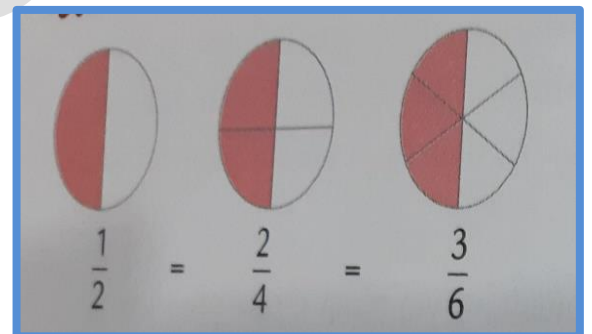 1/2 = 2/4 = 3/6